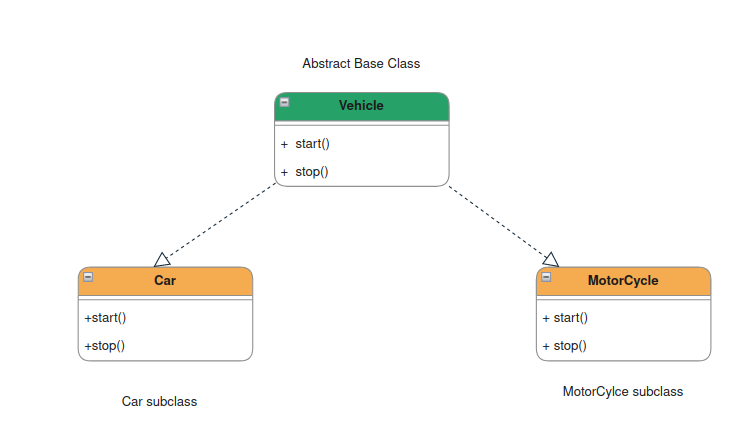 Abstract Base Class
Vehicle
+ start()
+ stop()
Car
+start()
+stop()
Car subclass
MotorCycle
+ start()
+ stop()
MotorCylce subclass